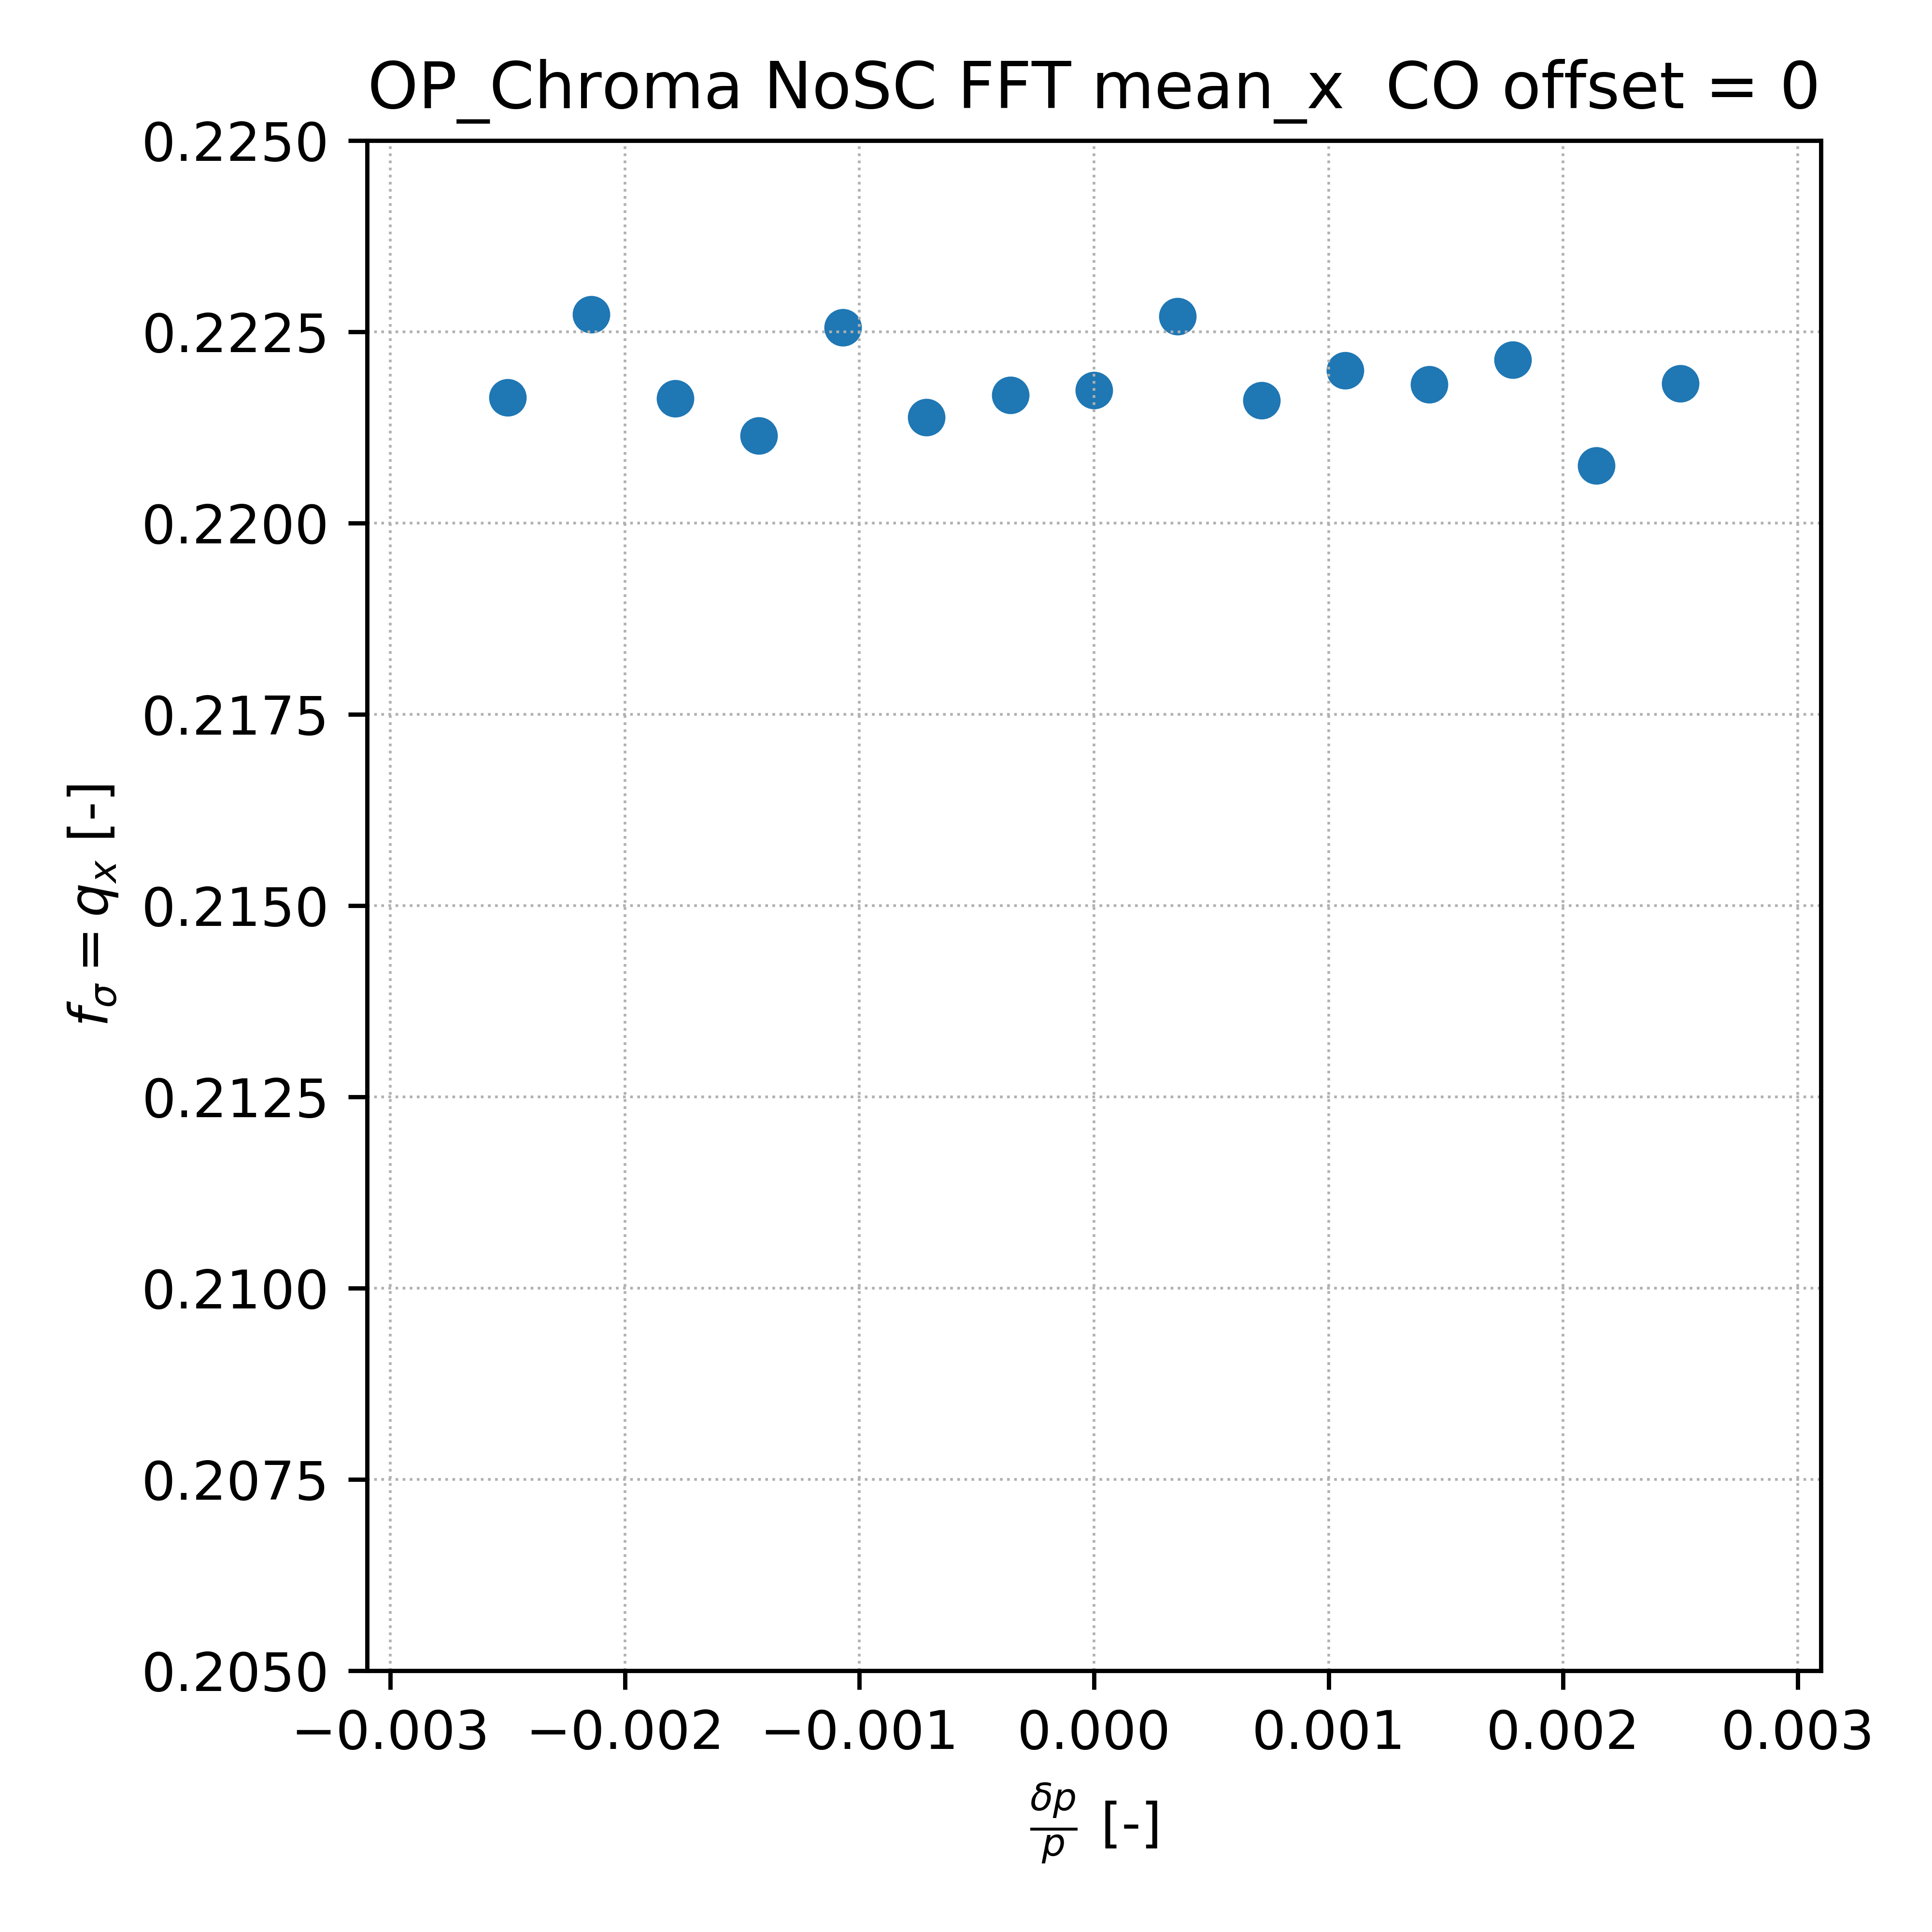 OP_Chroma NoSC FFT mean_x  CO offset = 0
0.2250
0.2225
0.2200
0.2175
0.2150
0.2125
0.2100
0.2075
0.2050
f_σ = q_x [-]
−0.003 −0.002 −0.001 0.000 0.001 0.002 0.003
δp/p [-]